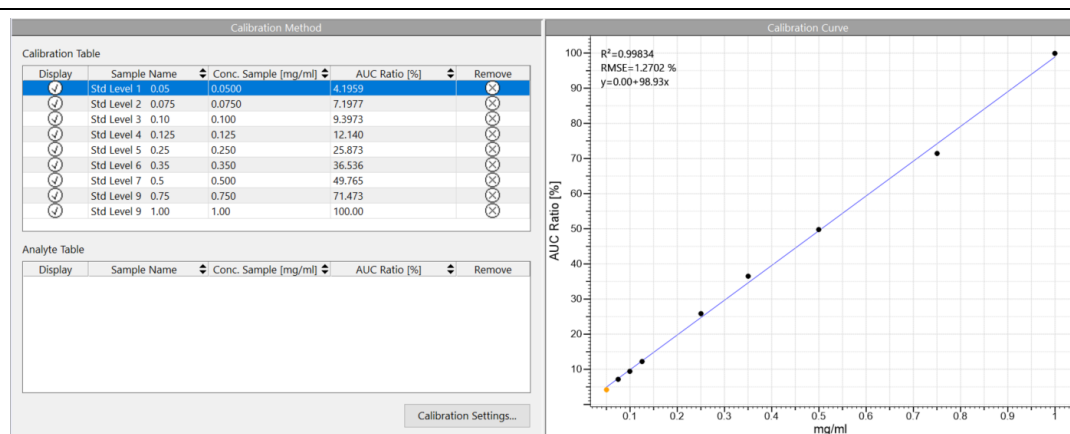 Calibration Method
Calibration Table
Display Sample Name Conc. Sample [mg/ml] AUC Ratio [%] Remove
Std Level 1 0.05 0.0500 4.1959
Std Level 2 0.075 0.0750 7.1977
Std Level 3 0.10 0.100 9.3973
Std Level 4 0.125 0.125 12.140
Std Level 5 0.25 0.250 25.873
Std Level 6 0.35 0.350 36.536
Std Level 7 0.5 0.500 49.765
Std Level 9 0.75 0.750 71.473
Std Level 9 1.00 1.00 100.00
Analyte Table
Display Sample Name Conc. Sample [mg/ml] AUC Ratio [%] Remove
Calibration Settings...
Calibration Curve
R²=0.99834
RMSE=1.2702 %
y=0.00+98.93x
AUC Ratio [%]
100
90
80
70
60
50
40
30
20
10
0.1 0.2 0.3 0.4 0.5 0.6 0.7 0.8 0.9 1
mg/ml